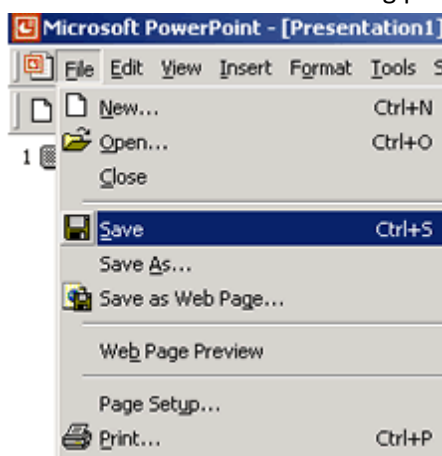 Microsoft PowerPoint - [Presentation1]
File Edit View Insert Format Tools S
New... Ctrl+N
1
Open... Ctrl+O
Close
Save Ctrl+S
Save As...
Save as Web Page...
Web Page Preview
Page Setup...
Print... Ctrl+P